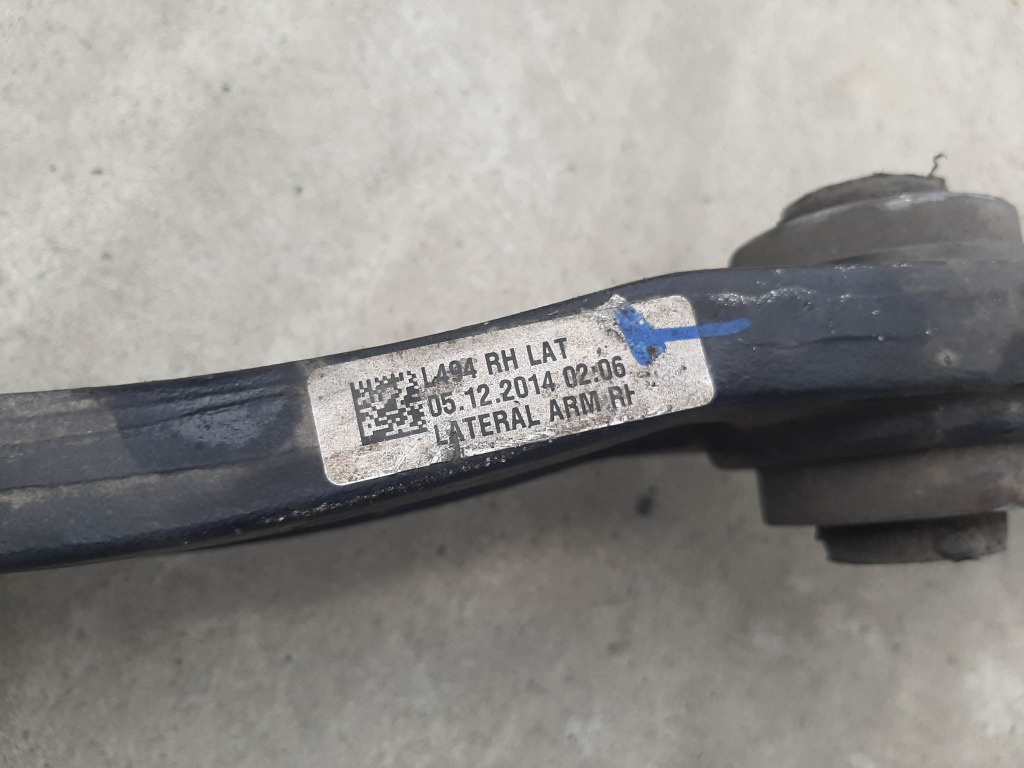 L494 RH LAT
05.12.2014 02:06
LATERAL ARM RH